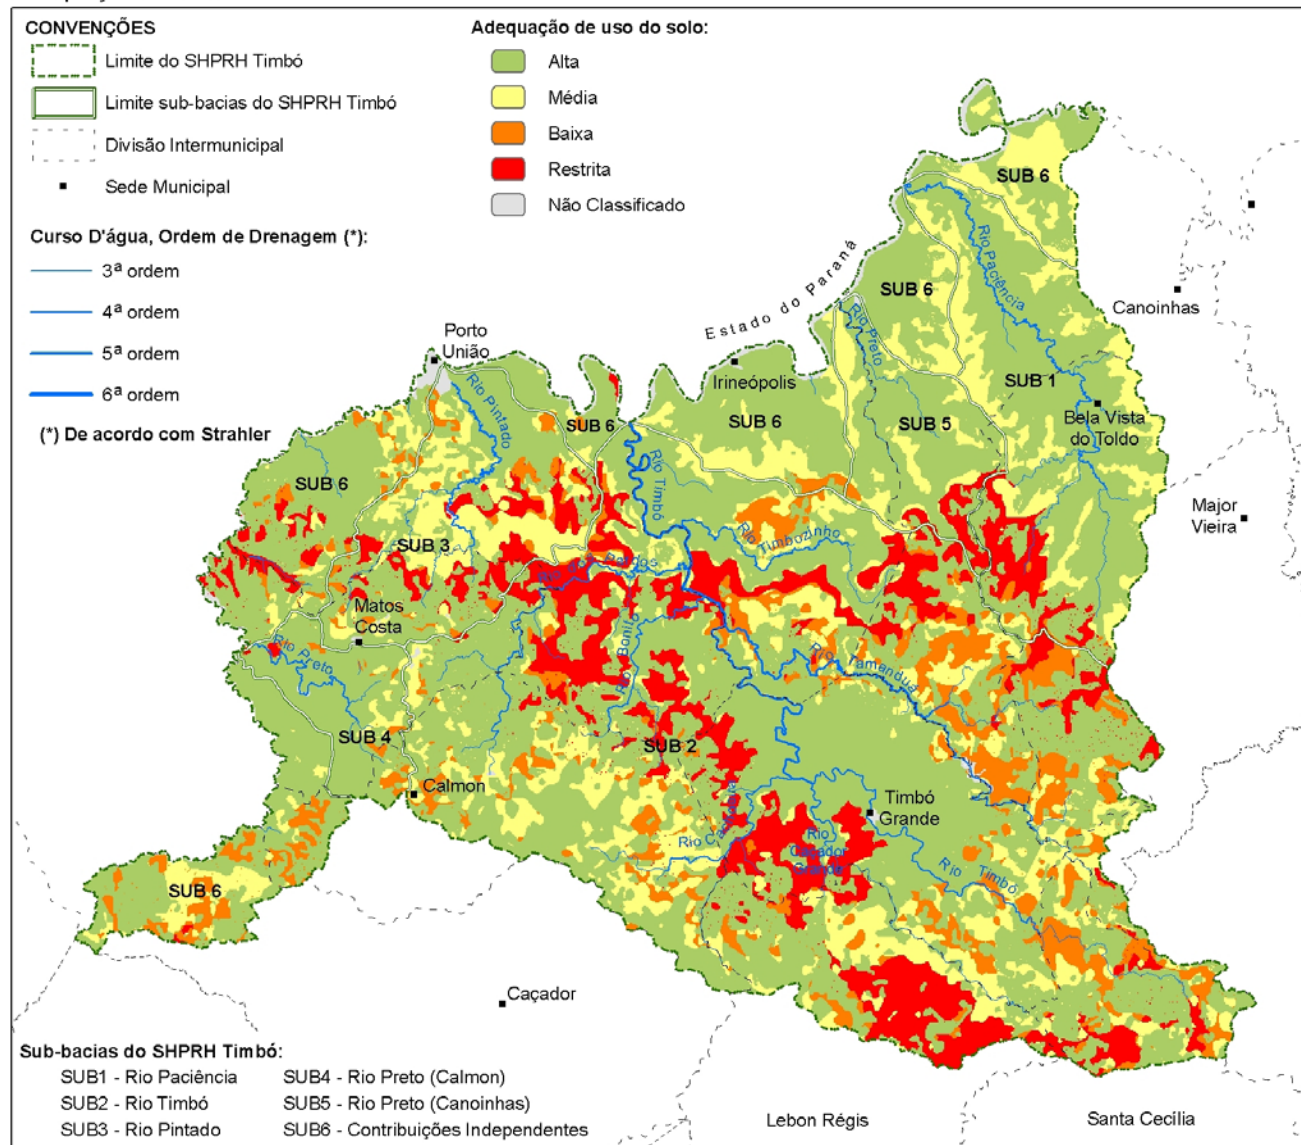 CONVENÇÕES
Limite do SHPRH Timbó
Limite sub-bacias do SHPRH Timbó
Divisão Intermunicipal
Sede Municipal
Curso D'água, Ordem de Drenagem (*):
3ª ordem
4ª ordem
5ª ordem
6ª ordem
(*) De acordo com Strahler
Adequação de uso do solo:
Alta
Média
Baixa
Restrita
Não Classificado
SUB 6
Rio Paciência
Canoinhas
Estado do Paraná
SUB 6
Rio Preto
Porto
União
Irineópolis
SUB 1
Bela Vista
do Toldo
Rio Pintado
SUB 6
SUB 6
SUB 5
SUB 6
Rio Timbó
Major
Vieira
SUB 3
Rio Timbozinho
Matos
Costa
Rio Bonito
Rio Preto
Rio Tamanduá
SUB 4
SUB 2
Calmon
Timbó
Grande
Rio
Caçador
Grande
Rio Timbó
SUB 6
Caçador
Sub-bacias do SHPRH Timbó:
SUB1 - Rio Paciência
SUB2 - Rio Timbó
SUB3 - Rio Pintado
SUB4 - Rio Preto (Calmon)
SUB5 - Rio Preto (Canoinhas)
SUB6 - Contribuições Independentes
Lebon Régis
Santa Cecilia